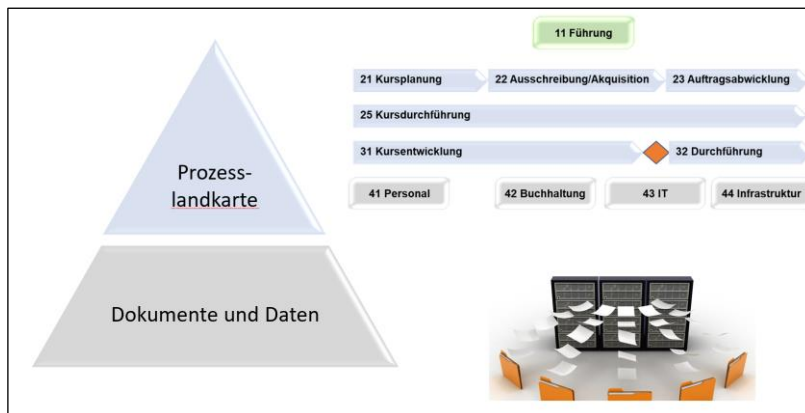 11 Führung
21 Kursplanung
22 Ausschreibung/Akquisition
23 Auftragsabwicklung
25 Kursdurchführung
31 Kursentwicklung
32 Durchführung
41 Personal
42 Buchhaltung
43 IT
44 Infrastruktur
Prozess-
landkarte
Dokumente und Daten